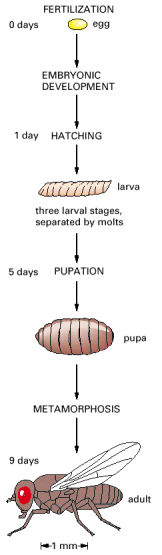 FERTILIZATION
0 days egg
EMBRYONIC
DEVELOPMENT
1 day HATCHING
larva
three larval stages,
separated by molts
5 days PUPATION
pupa
METAMORPHOSIS
9 days
adult
1 mm